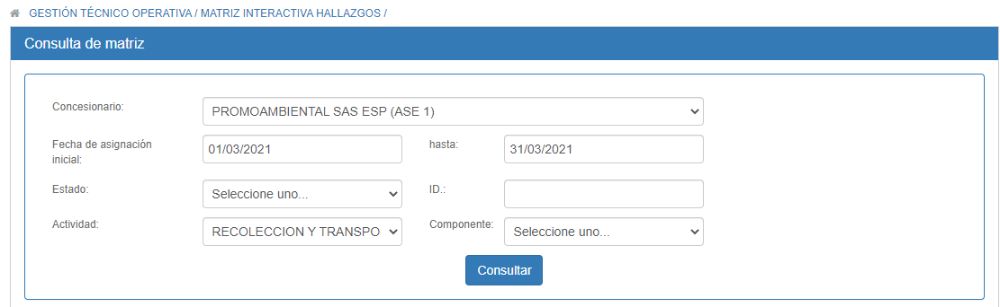 GESTIÓN TÉCNICO OPERATIVA / MATRIZ INTERACTIVA HALLAZGOS /
Consulta de matriz
Concesionario: PROMOAMBIENTAL SAS ESP (ASE 1)
Fecha de asignación inicial: 01/03/2021 hasta: 31/03/2021
Estado: Seleccione uno... ID.:
Actividad: RECOLECCION Y TRANSPO Componente: Seleccione uno...
Consultar